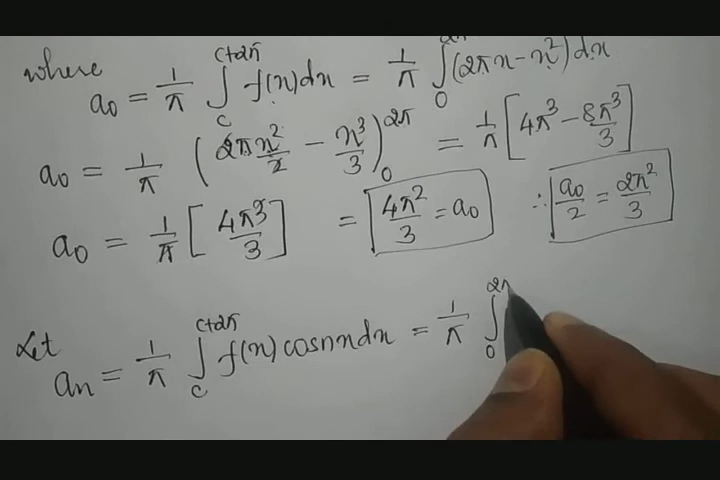 where a₀ = 1/π ∫_c^{c+2π} f(x)dx = 1/π ∫_0^{2π} (2πx − x²)dx
a₀ = 1/π (2πx²/2 − x³/3)_0^{2π} = 1/π [4π³ − 8π³/3]
a₀ = 1/π [4π³/3] = 4π²/3 = a₀ ∴ a₀/2 = 2π²/3
Let aₙ = 1/π ∫_c^{c+2π} f(x) cosnx dx = 1/π ∫_0^{2π}